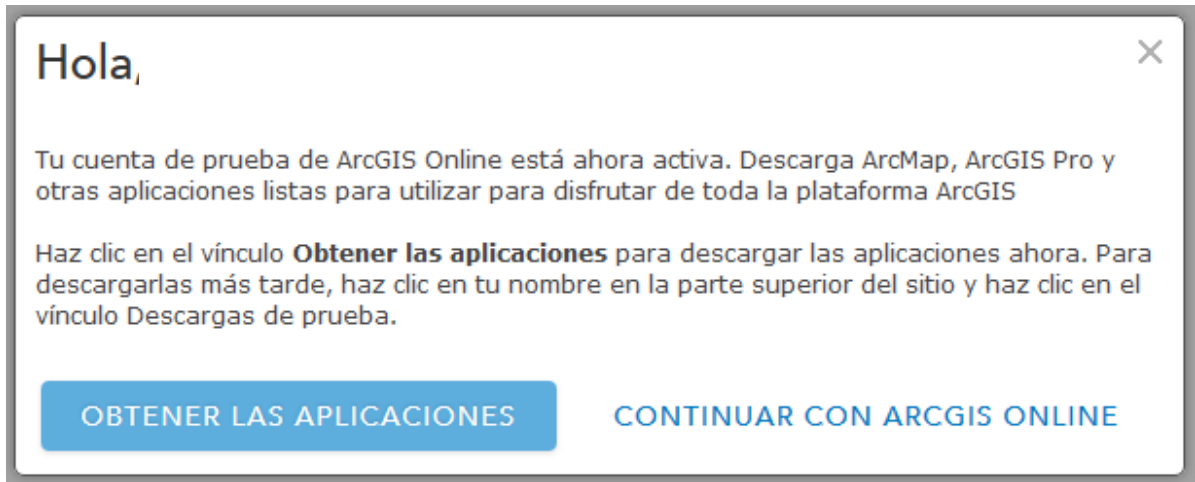 Hola,
Tu cuenta de prueba de ArcGIS Online está ahora activa. Descarga ArcMap, ArcGIS Pro y
otras aplicaciones listas para utilizar para disfrutar de toda la plataforma ArcGIS
Haz clic en el vínculo Obtener las aplicaciones para descargar las aplicaciones ahora. Para
descargarlas más tarde, haz clic en tu nombre en la parte superior del sitio y haz clic en el
vínculo Descargas de prueba.
OBTENER LAS APLICACIONES CONTINUAR CON ARCGIS ONLINE